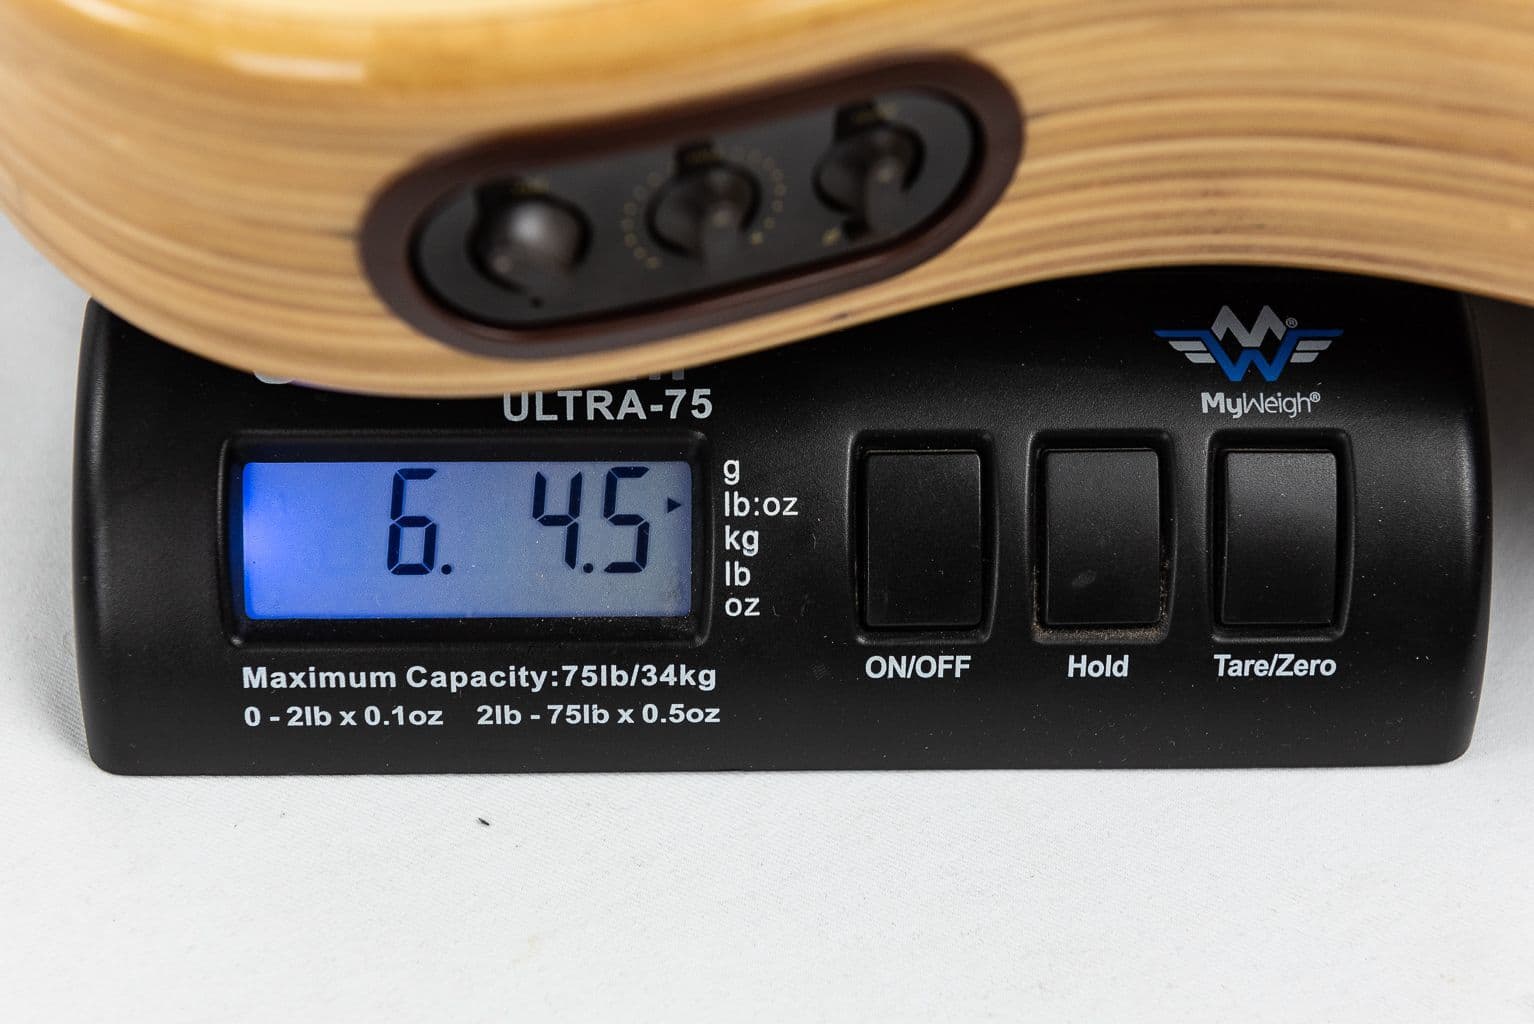 MyWeigh®
ULTRA-75
6. 4.5
g
lb:oz
kg
lb
oz
ON/OFF
Hold
Tare/Zero
Maximum Capacity:75lb/34kg
0 - 2lb x 0.1oz 2lb - 75lb x 0.5oz